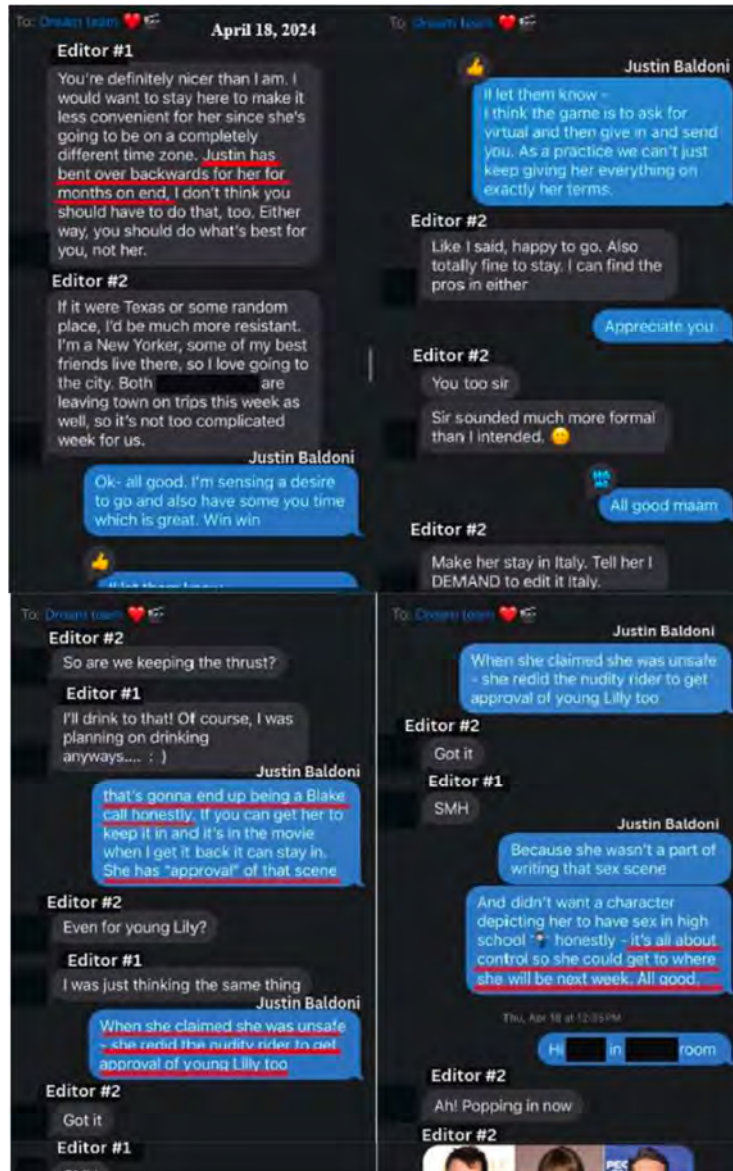 To: Dream team ❤️🎬
April 18, 2024
Editor #1
You're definitely nicer than I am. I
would want to stay here to make it
less convenient for her since she's
going to be on a completely
different time zone. Justin has
bent over backwards for her for
months on end, I don't think you
should have to do that, too. Either
way, you should do what's best for
you, not her.
Editor #2
If it were Texas or some random
place, I'd be much more resistant.
I'm a New Yorker, some of my best
friends live there, so I love going to
the city. Both are
leaving town on trips this week as
well, so it's not too complicated
week for us.
Justin Baldoni
Ok- all good. I'm sensing a desire
to go and also have some you time
which is great. Win win
👍
Il let them know
To: Dream team ❤️🎬
👍
Justin Baldoni
Il let them know -
I think the game is to ask for
virtual and then give in and send
you. As a practice we can't just
keep giving her everything on
exactly her terms.
Editor #2
Like I said, happy to go. Also
totally fine to stay. I can find the
pros in either
Appreciate you
Editor #2
You too sir
Sir sounded much more formal
than I intended.
HA HA
All good maam
Editor #2
Make her stay in Italy. Tell her I
DEMAND to edit it Italy.
To: Dream team ❤️🎬
Editor #2
So are we keeping the thrust?
Editor #1
I'll drink to that! Of course, I was
planning on drinking
anyways.... : )
Justin Baldoni
that's gonna end up being a Blake
call honestly. If you can get her to
keep it in and it's in the movie
when I get it back it can stay in.
She has "approval" of that scene
Editor #2
Even for young Lily?
Editor #1
I was just thinking the same thing
Justin Baldoni
When she claimed she was unsafe
- she redid the nudity rider to get
approval of young Lilly too
Editor #2
Got it
Editor #1
To: Dream team ❤️🎬
Justin Baldoni
When she claimed she was unsafe
- she redid the nudity rider to get
approval of young Lilly too
Editor #2
Got it
Editor #1
SMH
Justin Baldoni
Because she wasn't a part of
writing that sex scene
And didn't want a character
depicting her to have sex in high
school honestly - it's all about
control so she could get to where
she will be next week. All good.
Thu, Apr 18 at 12:35 PM
Hi in room
Editor #2
Ah! Popping in now
Editor #2